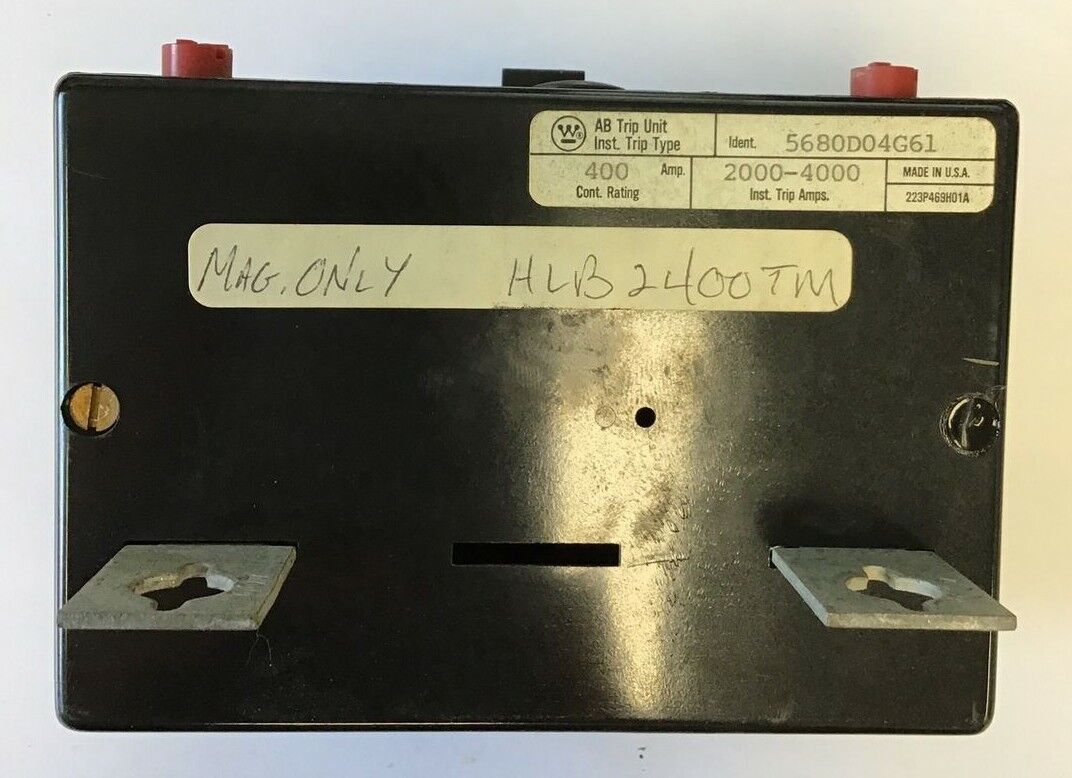 W
AB Trip Unit
Inst. Trip Type
Ident. 5680D04G61
400 Amp.
Cont. Rating
2000-4000
Inst. Trip Amps.
MADE IN U.S.A.
223P469H01A
MAG. ONLY HLB2400TM